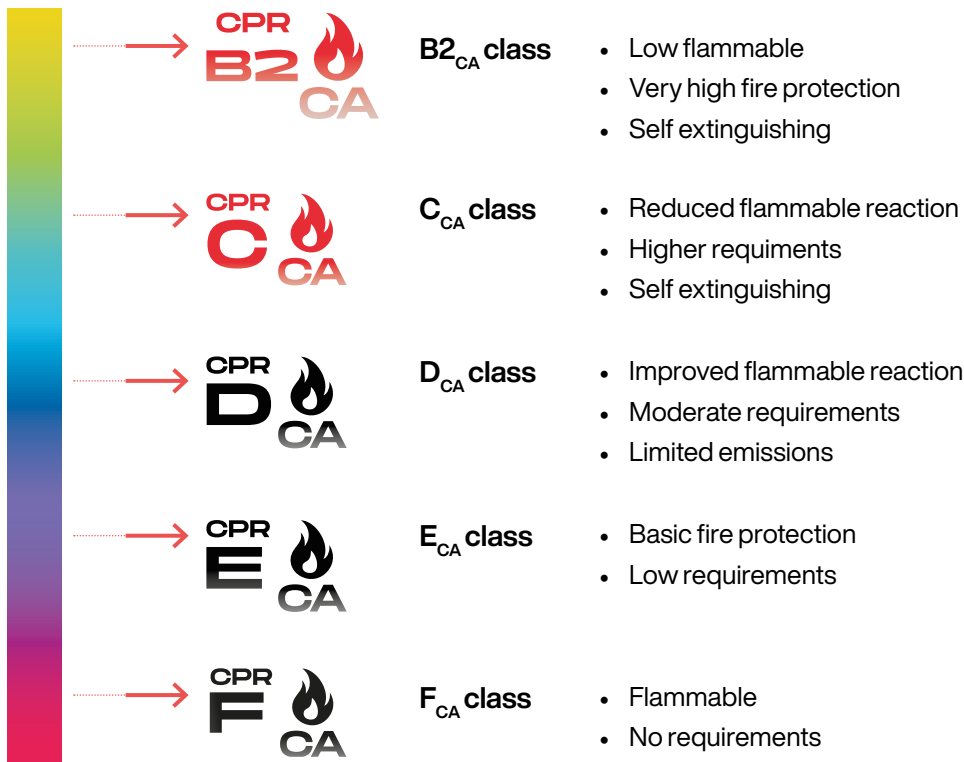 CPR
B2
CA
B2CA class
• Low flammable
• Very high fire protection
• Self extinguishing
CPR
C
CA
CCA class
• Reduced flammable reaction
• Higher requiments
• Self extinguishing
CPR
D
CA
DCA class
• Improved flammable reaction
• Moderate requirements
• Limited emissions
CPR
E
CA
ECA class
• Basic fire protection
• Low requirements
CPR
F
CA
FCA class
• Flammable
• No requirements